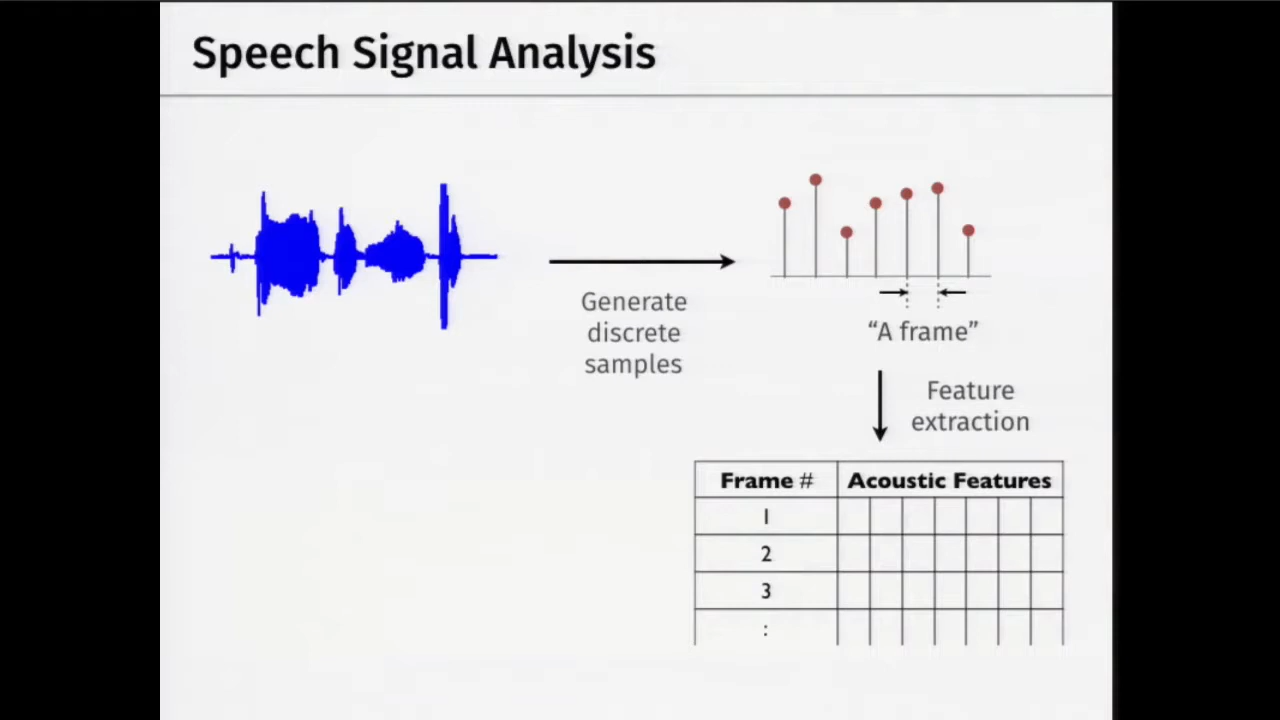 Speech Signal Analysis
Generate
discrete
samples
“A frame”
Feature
extraction
Frame # Acoustic Features
1
2
3
: